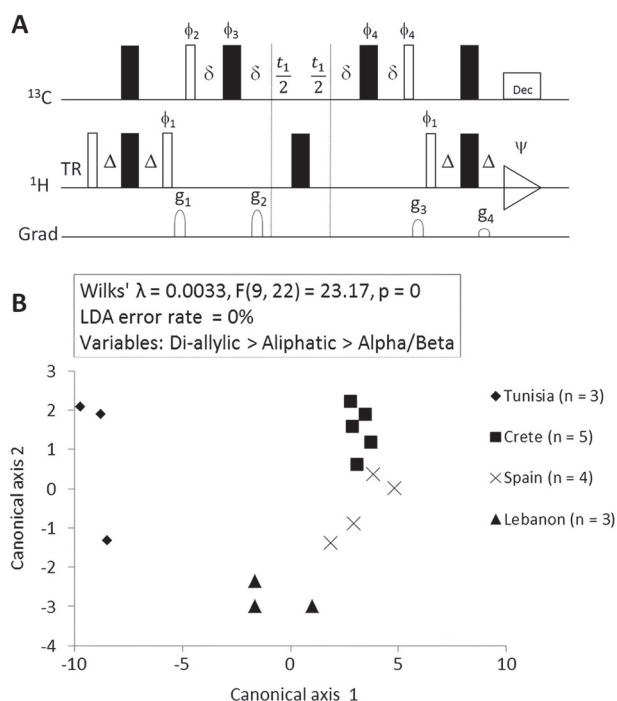 A
ϕ2 ϕ3 ϕ4 ϕ4
δ δ t1/2 t1/2 δ δ
13C Dec
ϕ1 ϕ1 Ψ
TR Δ Δ Δ Δ
1H
g1 g2 g3 g4
Grad
B
Wilks' λ = 0.0033, F(9, 22) = 23.17, p = 0
LDA error rate = 0%
Variables: Di-allylic > Aliphatic > Alpha/Beta
3
2
1
0
-1
-2
-3
-4
Canonical axis 2
-10 -5 0 5 10
Canonical axis 1
Tunisia (n = 3)
Crete (n = 5)
Spain (n = 4)
Lebanon (n = 3)